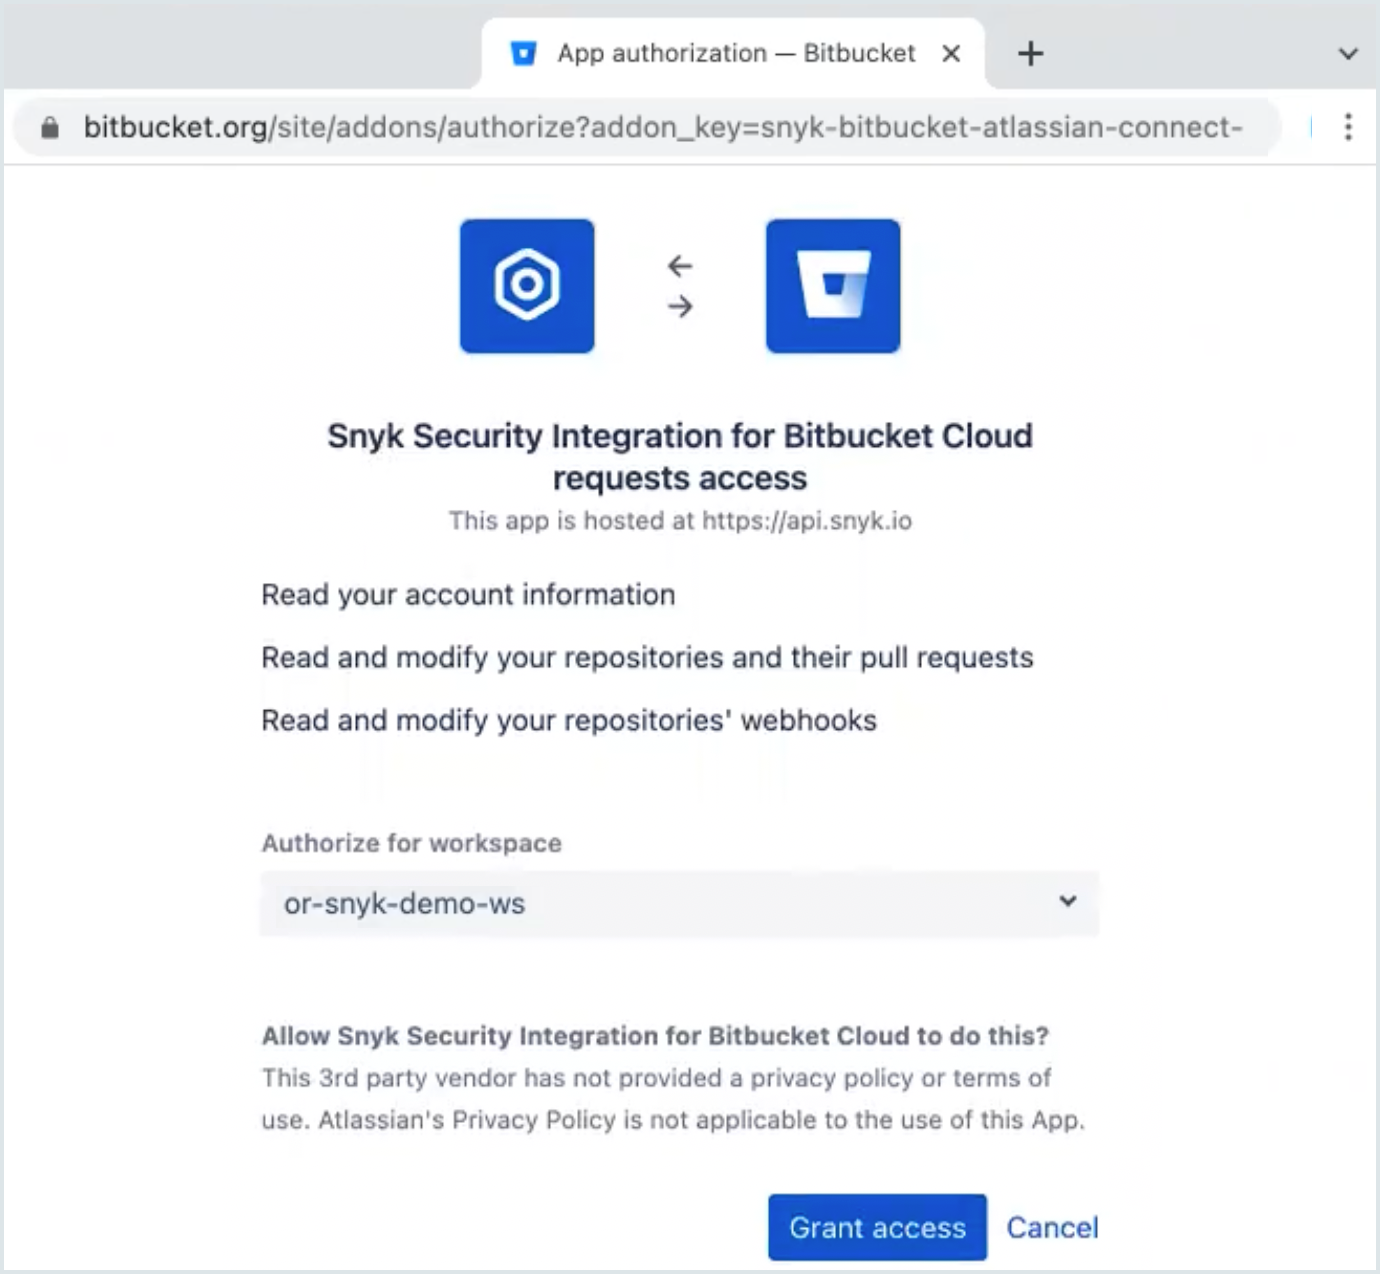 App authorization — Bitbucket
bitbucket.org/site/addons/authorize?addon_key=snyk-bitbucket-atlassian-connect-
Snyk Security Integration for Bitbucket Cloud
requests access
This app is hosted at https://api.snyk.io
Read your account information
Read and modify your repositories and their pull requests
Read and modify your repositories' webhooks
Authorize for workspace
or-snyk-demo-ws
Allow Snyk Security Integration for Bitbucket Cloud to do this?
This 3rd party vendor has not provided a privacy policy or terms of
use. Atlassian's Privacy Policy is not applicable to the use of this App.
Grant access Cancel